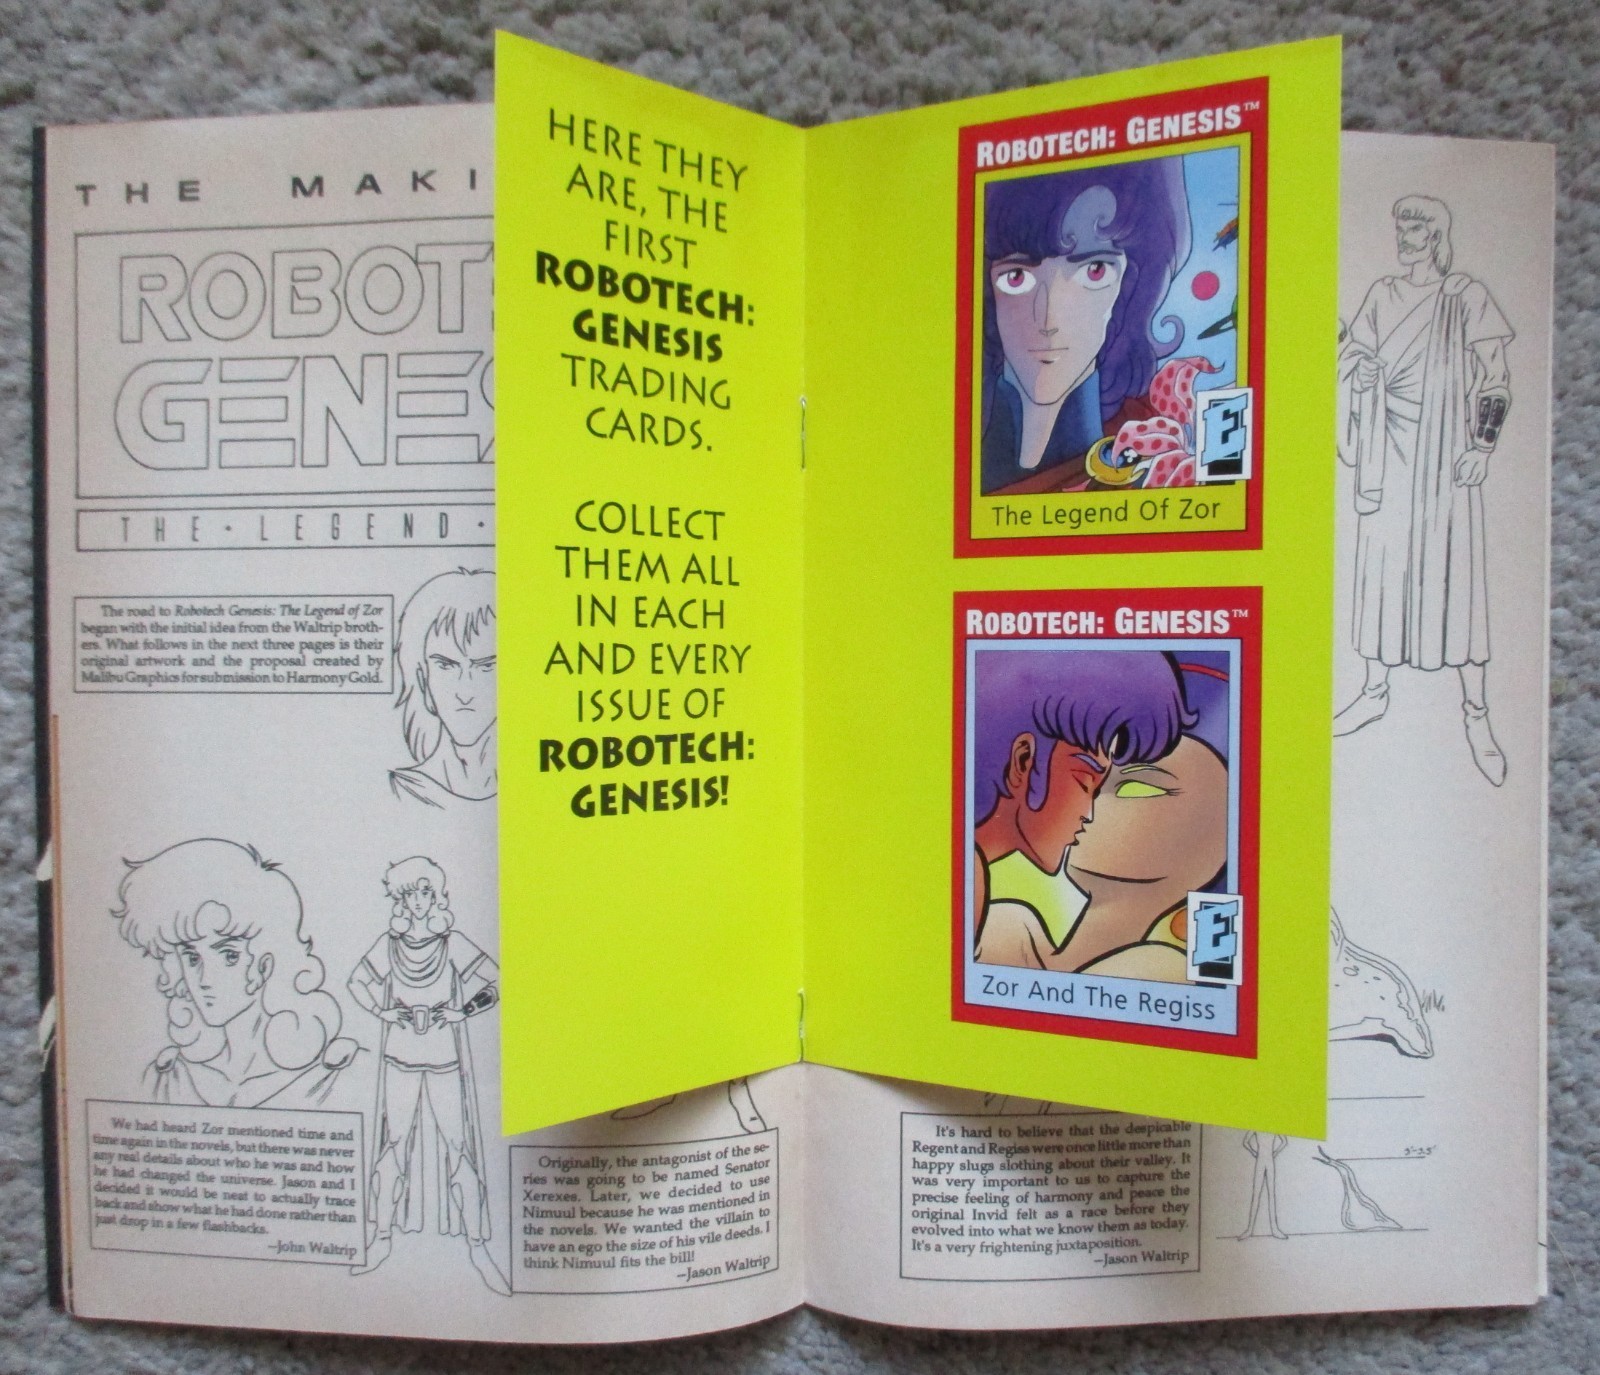 THE MAKI
ROBOT
GENES
THE · LEGEND ·
The road to Robotech Genesis: The Legend of Zor
began with the initial idea from the Waltrip broth-
ers. What follows in the next three pages is their
original artwork and the proposal created by
Malibu Graphics for submission to Harmony Gold.
We had heard Zor mentioned time and
time again in the novels, but there was never
any real details about who he was and how
he had changed the universe. Jason and I
decided it would be neat to actually trace
back and show what he had done rather than
just drop in a few flashbacks.
—John Waltrip
Originally, the antagonist of the se-
ries was going to be named Senator
Xerexes. Later, we decided to use
Nimuul because he was mentioned in
the novels. We wanted the villain to
have an ego the size of his vile deeds. I
think Nimuul fits the bill!
—Jason Waltrip
HERE THEY
ARE, THE
FIRST
ROBOTECH:
GENESIS
TRADING
CARDS.
COLLECT
THEM ALL
IN EACH
AND EVERY
ISSUE OF
ROBOTECH:
GENESIS!
ROBOTECH: GENESIS™
E
The Legend Of Zor
ROBOTECH: GENESIS™
E
Zor And The Regiss
It's hard to believe that the despicable
Regent and Regiss were once little more than
happy slugs slothing about their valley. It
was very important to us to capture the
precise feeling of harmony and peace the
original Invid felt as a race before they
evolved into what we know them as today.
It's a very frightening juxtaposition.
—Jason Waltrip